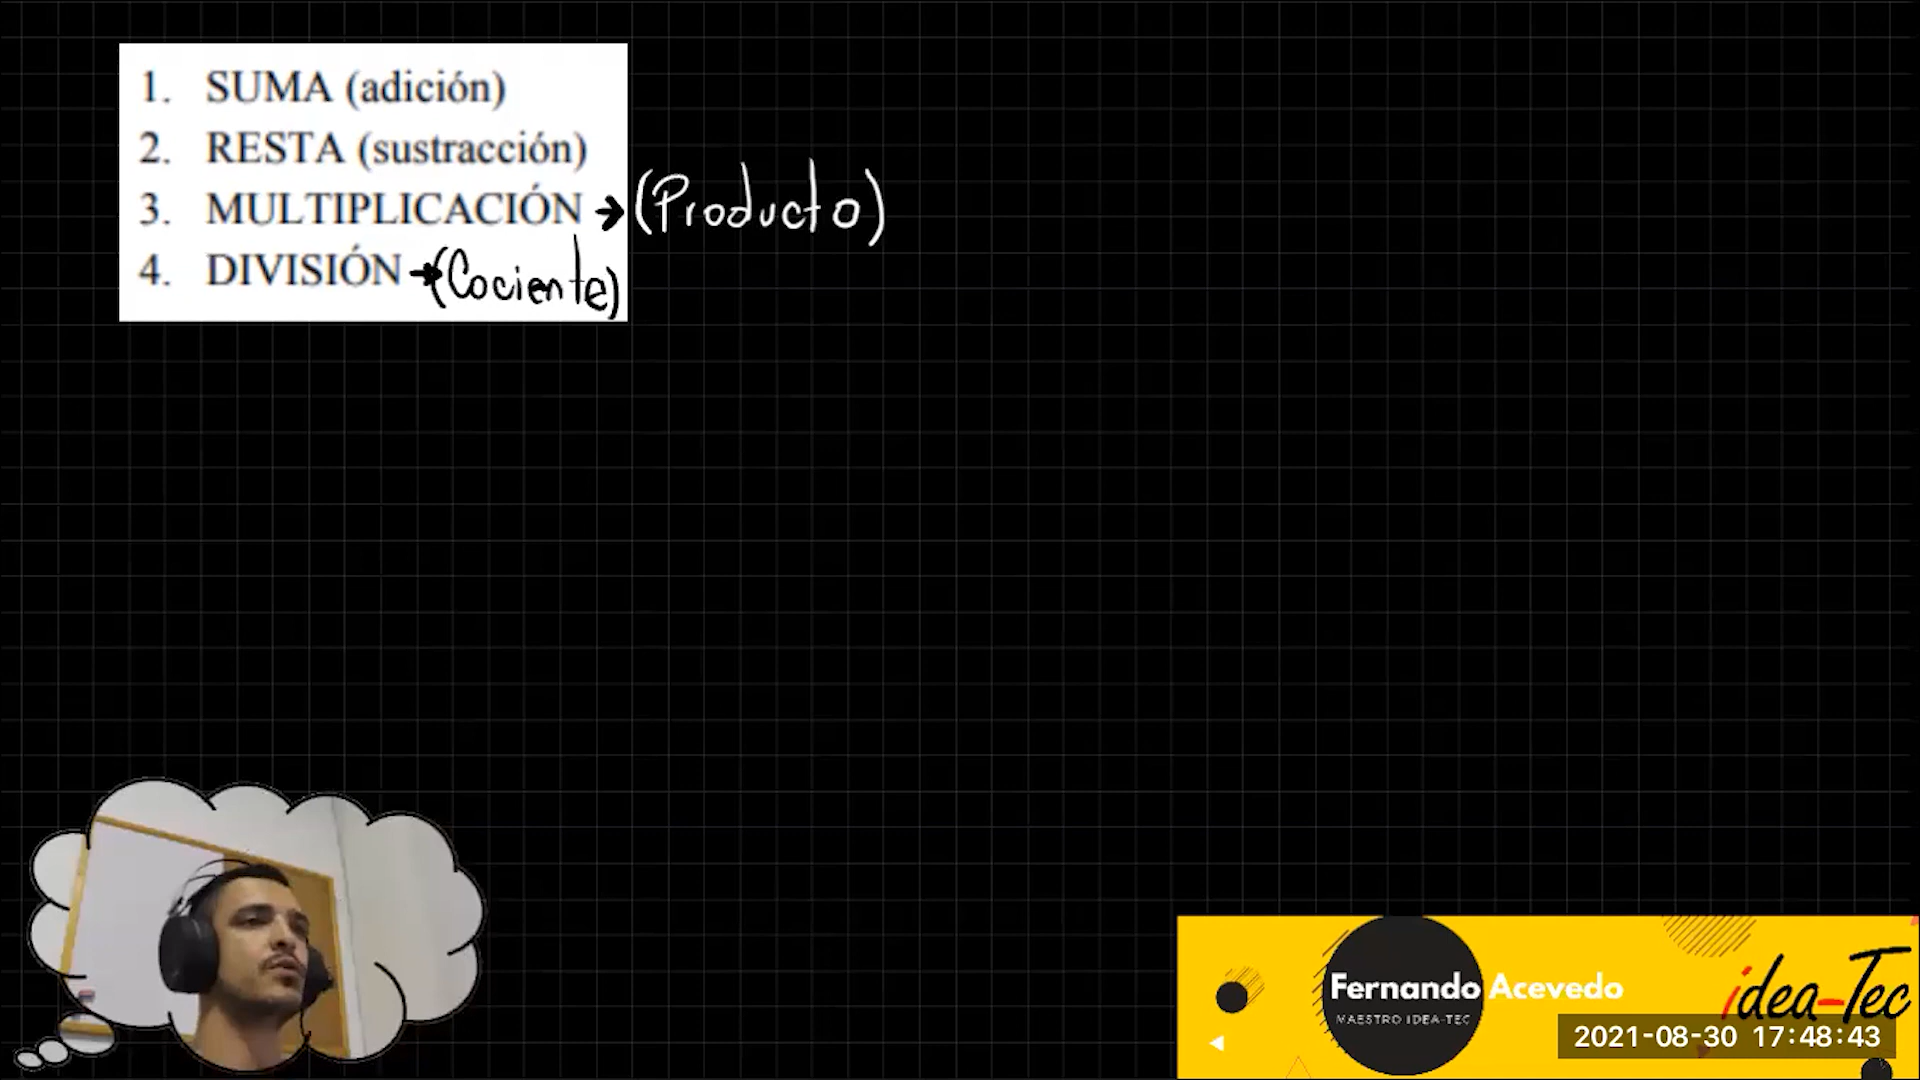 1. SUMA (adición)
2. RESTA (sustracción)
3. MULTIPLICACIÓN → (Producto)
4. DIVISIÓN → (Cociente)
Fernando Acevedo
MAESTRO IDEA-TEC
idea-Tec
2021-08-30 17:48:43